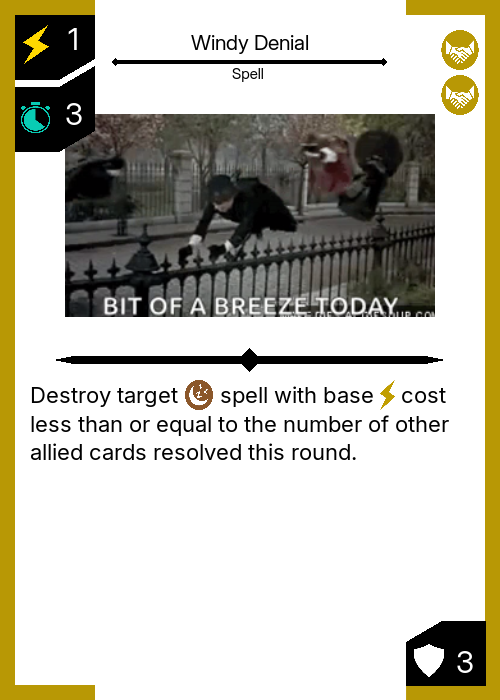 1
Windy Denial
Spell
3
BIT OF A BREEZE TODAY
Destroy target spell with base cost
less than or equal to the number of other
allied cards resolved this round.
3